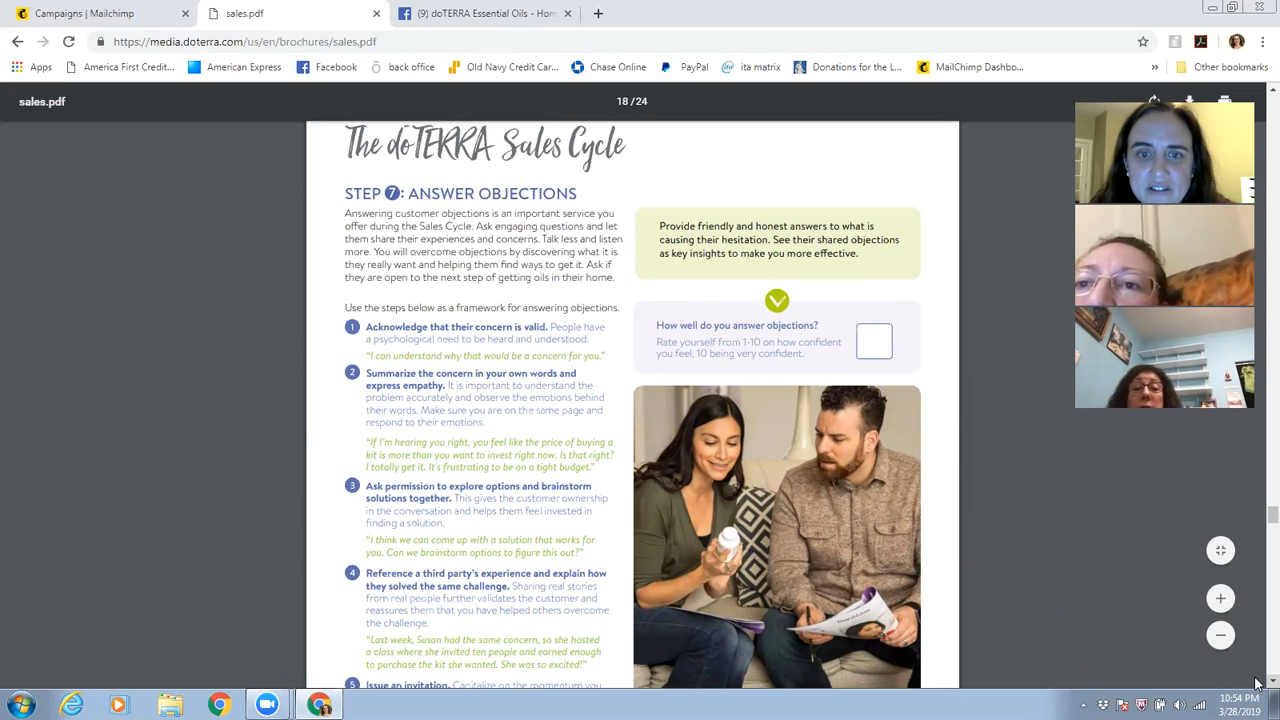 Campaigns | Mailchimp
sales.pdf
(9) doTERRA Essential Oils - Hom
https://media.doterra.com/us/en/brochures/sales.pdf
Apps
America First Credit...
American Express
Facebook
back office
Old Navy Credit Car...
Chase Online
PayPal
ita matrix
Donations for the L...
MailChimp Dashbo...
»
Other bookmarks
sales.pdf
18 / 24
The dōTERRA Sales Cycle
STEP 7: ANSWER OBJECTIONS
Answering customer objections is an important service you
offer during the Sales Cycle. Ask engaging questions and let
them share their experiences and concerns. Talk less and listen
more. You will overcome objections by discovering what it is
they really want and helping them find ways to get it. Ask if
they are open to the next step of getting oils in their home.
Use the steps below as a framework for answering objections.
1 Acknowledge that their concern is valid. People have
a psychological need to be heard and understood.
“I can understand why that would be a concern for you.”
2 Summarize the concern in your own words and
express empathy. It is important to understand the
problem accurately and observe the emotions behind
their words. Make sure you are on the same page and
respond to their emotions.
“If I’m hearing you right, you feel like the price of buying a
kit is more than you want to invest right now. Is that right?
I totally get it. It’s frustrating to be on a tight budget.”
3 Ask permission to explore options and brainstorm
solutions together. This gives the customer ownership
in the conversation and helps them feel invested in
finding a solution.
“I think we can come up with a solution that works for
you. Can we brainstorm options to figure this out?”
4 Reference a third party’s experience and explain how
they solved the same challenge. Sharing real stories
from real people further validates the customer and
reassures them that you have helped others overcome
the challenge.
“Last week, Susan had the same concern, so she hosted
a class where she invited ten people and earned enough
to purchase the kit she wanted. She was so excited!”
5 Issue an invitation. Capitalize on the momentum you
Provide friendly and honest answers to what is
causing their hesitation. See their shared objections
as key insights to make you more effective.
How well do you answer objections?
Rate yourself from 1-10 on how confident
you feel, 10 being very confident.
10:54 PM
3/28/2019